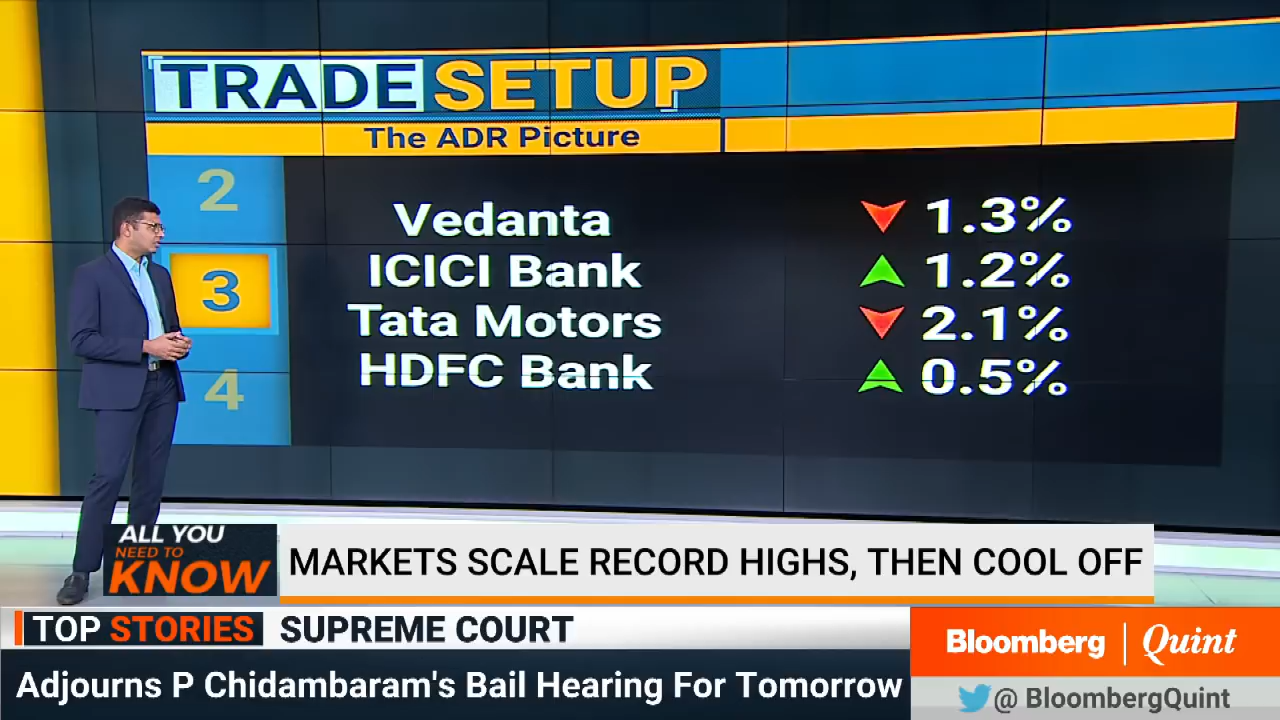 TRADE SETUP
The ADR Picture
2
3
4
Vedanta 1.3%
ICICI Bank 1.2%
Tata Motors 2.1%
HDFC Bank 0.5%
ALL YOU
NEED TO
KNOW
MARKETS SCALE RECORD HIGHS, THEN COOL OFF
TOP STORIES SUPREME COURT
Adjourns P Chidambaram's Bail Hearing For Tomorrow
Bloomberg | Quint
@ BloombergQuint